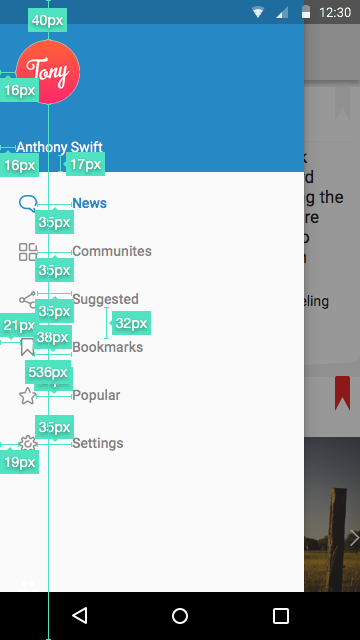 40px
12:30
Tony
16px
Anthony Swift
16px
17px
News
35px
Communites
35px
Suggested
35px
21px
32px
38px
Bookmarks
536px
Popular
35px
Settings
19px
k
rd
g the
re
o
n
eling